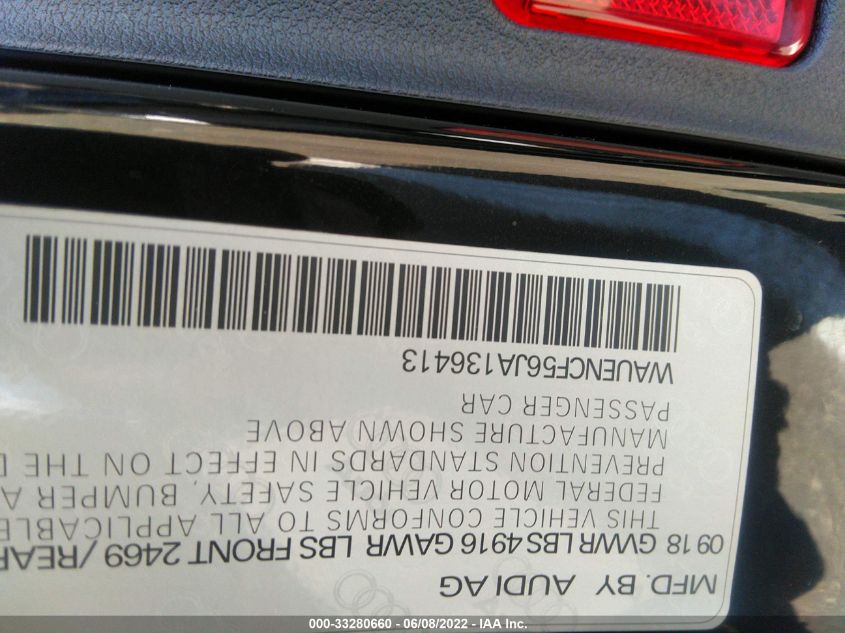 MFD. BY AUDI AG
09 18 GWWR LBS 4916 GAWR LBS FRONT 2469 / REAR
THIS VEHICLE CONFORMS TO ALL APPLICABLE
FEDERAL MOTOR VEHICLE SAFETY, BUMPER A
PREVENTION STANDARDS IN EFFECT ON THE
MANUFACTURE SHOWN ABOVE
PASSENGER CAR
WAUENCF56JA136413
000-33280660 - 06/08/2022 - IAA Inc.